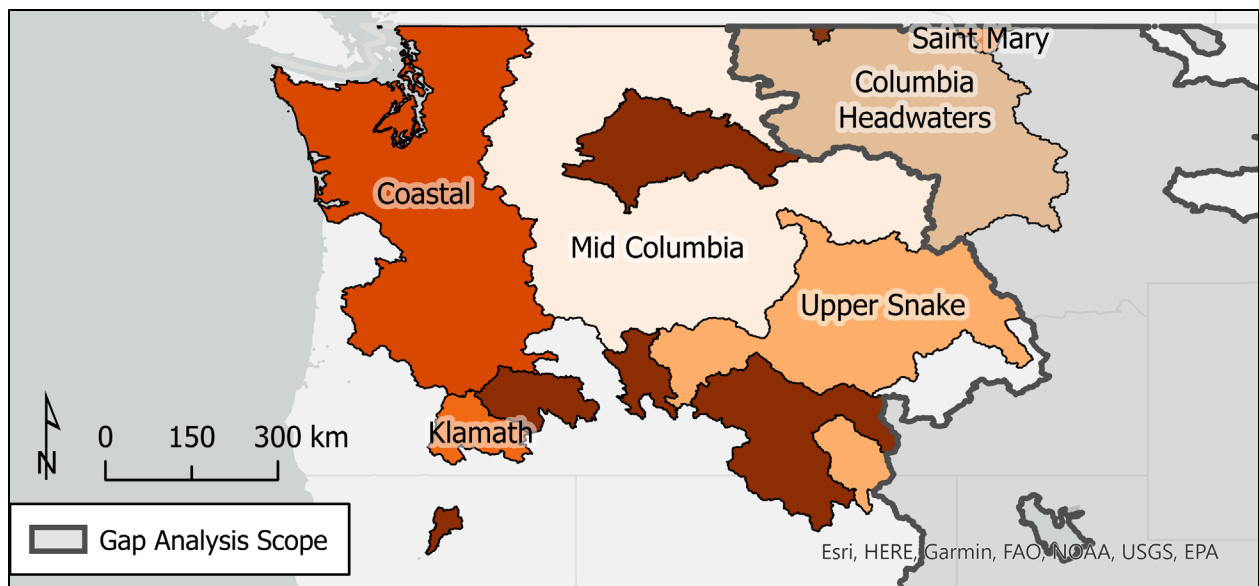 Saint Mary
Columbia
Headwaters
Coastal
Mid Columbia
Upper Snake
Klamath
N
0 150 300 km
Gap Analysis Scope
Esri, HERE, Garmin, FAO, NOAA, USGS, EPA